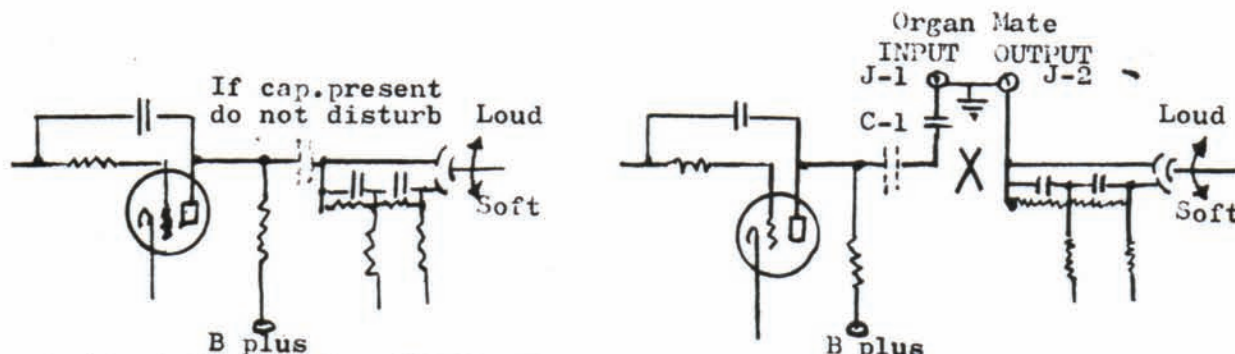 If cap.present
do not disturb
Loud
Soft
B plus
Organ Mate
INPUT OUTPUT
J-1
J-2
C-1
X
Loud
Soft
B plus